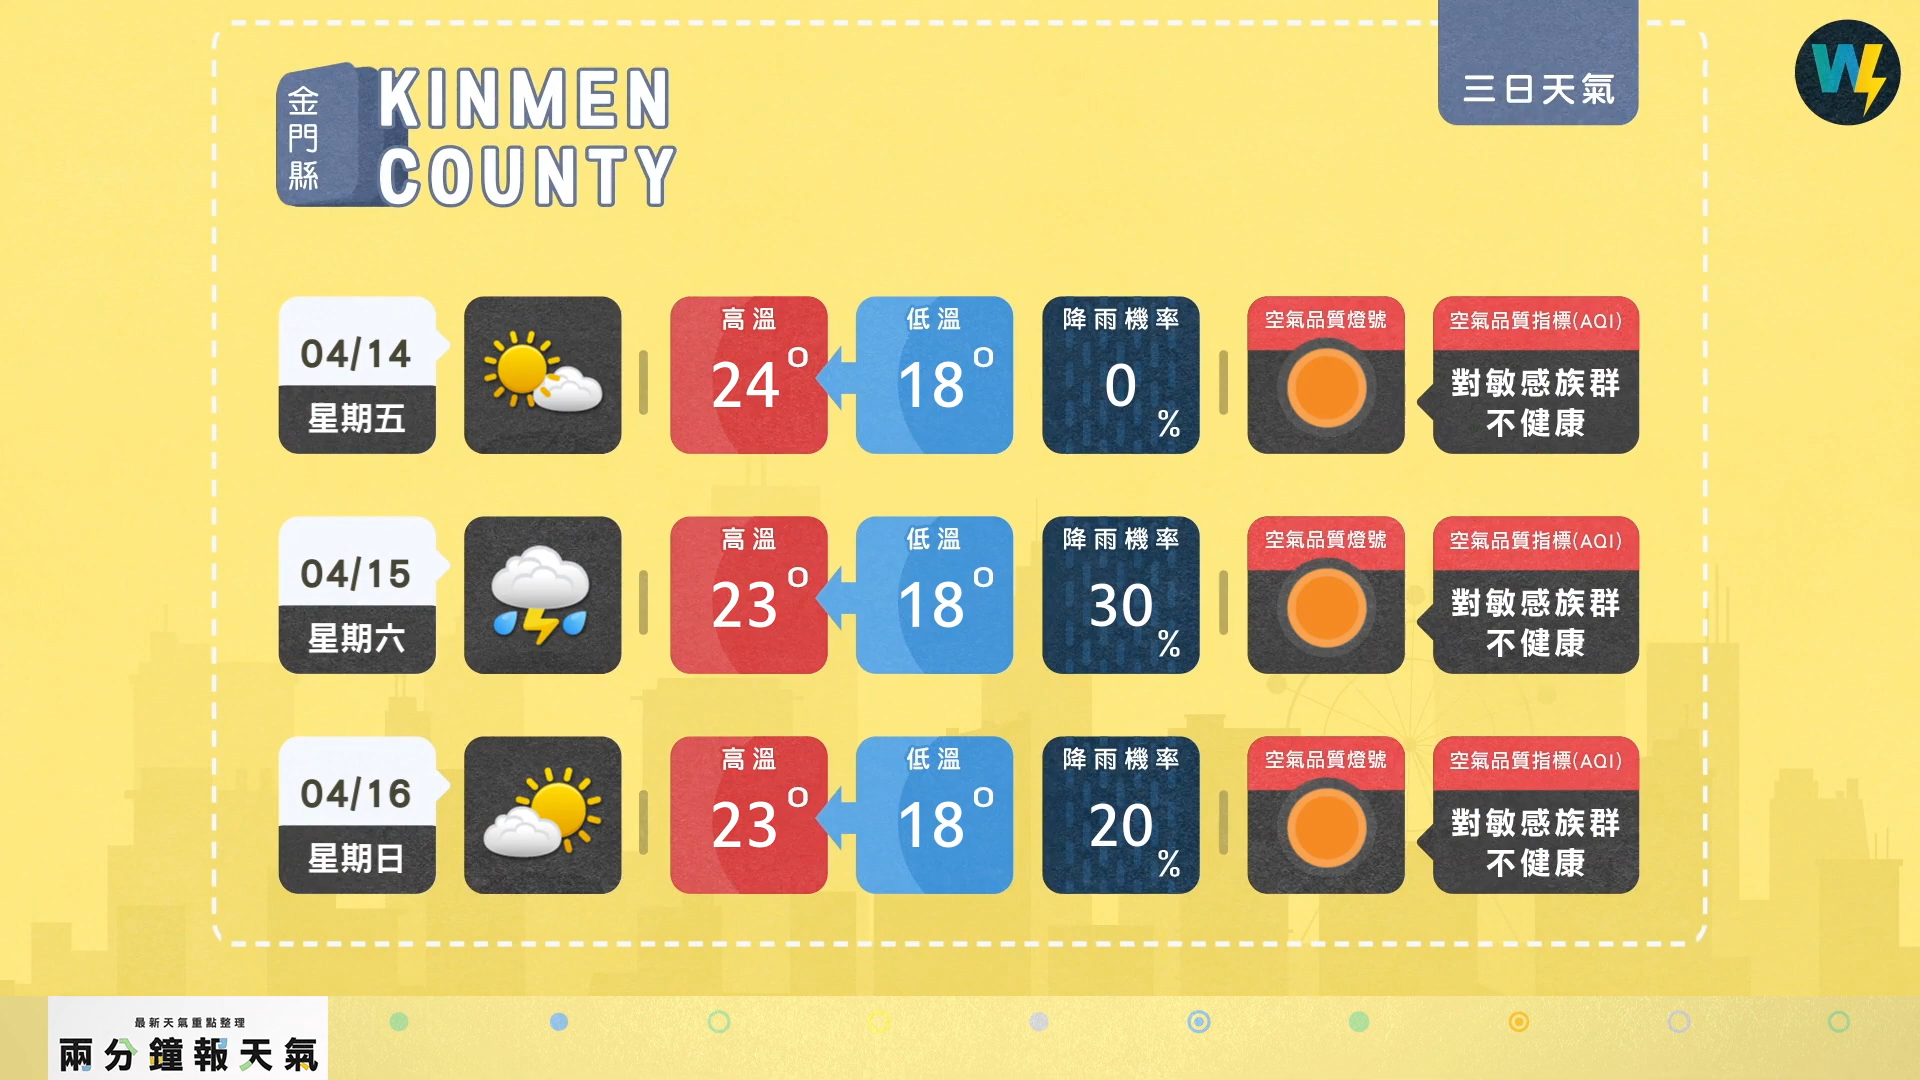 金門縣
KINMEN
COUNTY
三日天氣
W
04/14
星期五
高溫
24°
低溫
18°
降雨機率
0
%
空氣品質燈號
空氣品質指標(AQI)
對敏感族群
不健康
04/15
星期六
高溫
23°
低溫
18°
降雨機率
30
%
空氣品質燈號
空氣品質指標(AQI)
對敏感族群
不健康
04/16
星期日
高溫
23°
低溫
18°
降雨機率
20
%
空氣品質燈號
空氣品質指標(AQI)
對敏感族群
不健康
最新天氣重點整理
兩分鐘報天氣